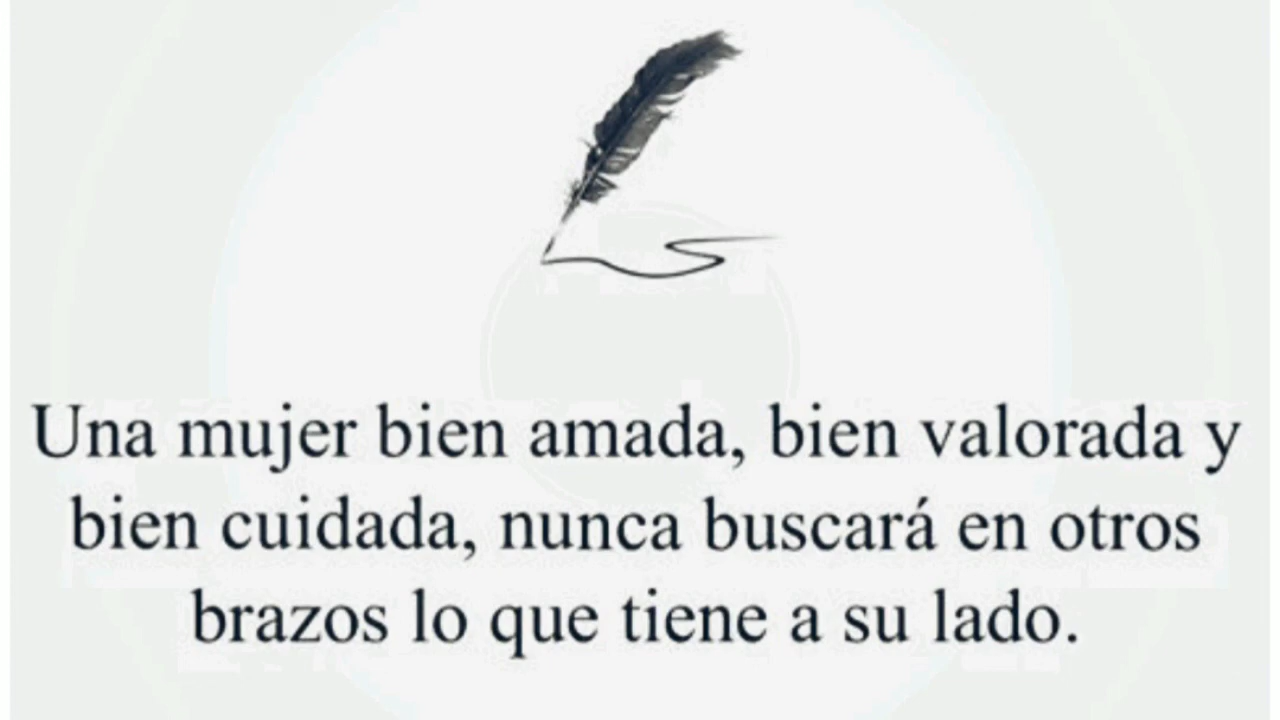 Una mujer bien amada, bien valorada y
bien cuidada, nunca buscará en otros
brazos lo que tiene a su lado.